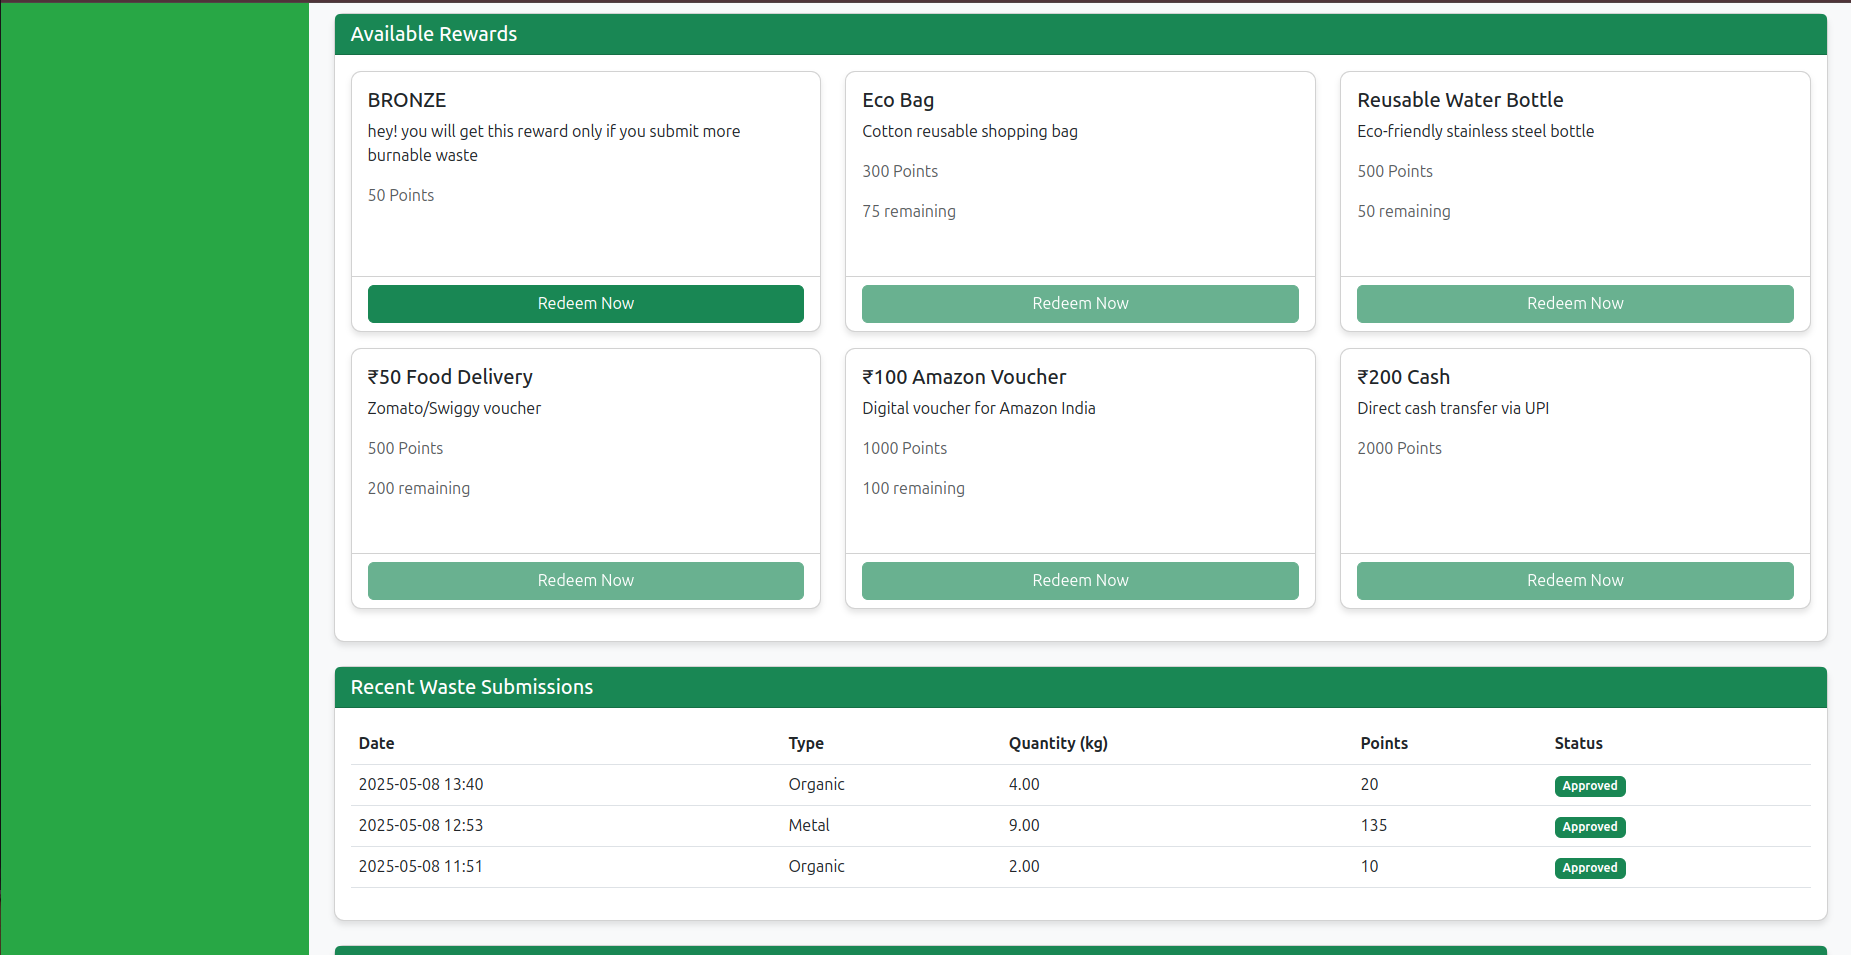 Available Rewards
BRONZE
hey! you will get this reward only if you submit more
burnable waste
50 Points
Redeem Now
Eco Bag
Cotton reusable shopping bag
300 Points
75 remaining
Redeem Now
Reusable Water Bottle
Eco-friendly stainless steel bottle
500 Points
50 remaining
Redeem Now
₹50 Food Delivery
Zomato/Swiggy voucher
500 Points
200 remaining
Redeem Now
₹100 Amazon Voucher
Digital voucher for Amazon India
1000 Points
100 remaining
Redeem Now
₹200 Cash
Direct cash transfer via UPI
2000 Points
Redeem Now
Recent Waste Submissions
Date Type Quantity (kg) Points Status
2025-05-08 13:40 Organic 4.00 20 Approved
2025-05-08 12:53 Metal 9.00 135 Approved
2025-05-08 11:51 Organic 2.00 10 Approved